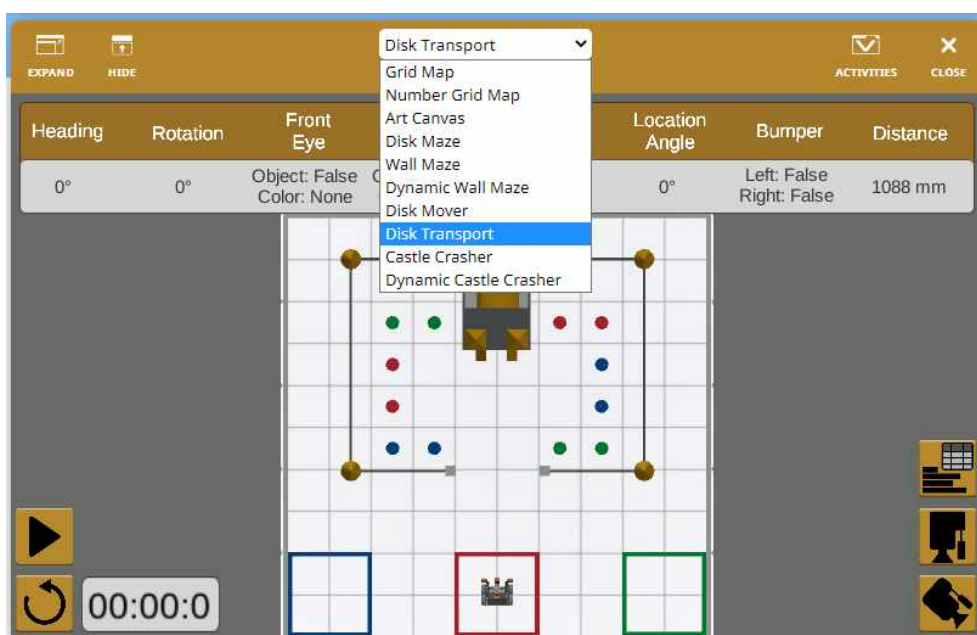 EXPAND
HIDE
Disk Transport
ACTIVITIES
CLOSE
Grid Map
Number Grid Map
Art Canvas
Disk Maze
Wall Maze
Dynamic Wall Maze
Disk Mover
Disk Transport
Castle Crasher
Dynamic Castle Crasher
Heading
Rotation
Front
Eye
Location
Angle
Bumper
Distance
0°
0°
Object: False
Color: None
0°
Left: False
Right: False
1088 mm
00:00:0